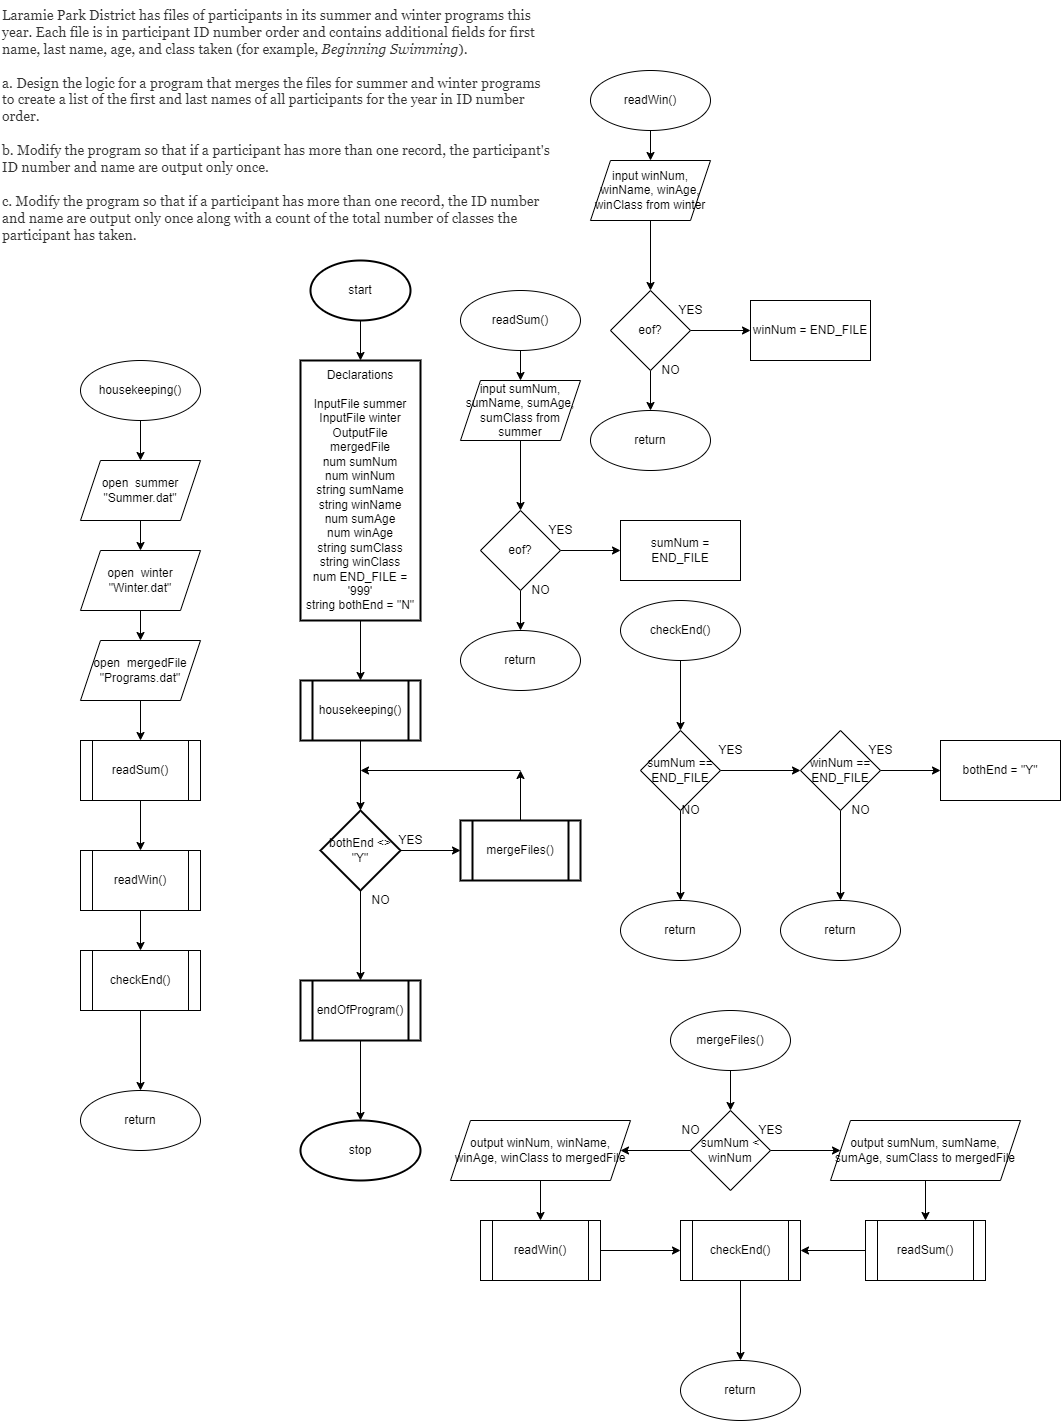 Laramie Park District has files of participants in its summer and winter programs this
year. Each file is in participant ID number order and contains additional fields for first
name, last name, age, and class taken (for example, Beginning Swimming).
a. Design the logic for a program that merges the files for summer and winter programs
to create a list of the first and last names of all participants for the year in ID number
order.
b. Modify the program so that if a participant has more than one record, the participant's
ID number and name are output only once.
c. Modify the program so that if a participant has more than one record, the ID number
and name are output only once along with a count of the total number of classes the
participant has taken.
housekeeping()
open  summer
"Summer.dat"
open  winter
"Winter.dat"
open  mergedFile
"Programs.dat"
readSum()
readWin()
checkEnd()
return
start
Declarations
InputFile summer
InputFile winter
OutputFile
mergedFile
num sumNum
num winNum
string sumName
string winName
num sumAge
num winAge
string sumClass
string winClass
num END_FILE =
'999'
string bothEnd = "N"
housekeeping()
bothEnd <>
"Y"
YES
mergeFiles()
NO
endOfProgram()
stop
readSum()
input sumNum,
sumName, sumAge,
sumClass from
summer
eof?
YES
sumNum =
END_FILE
NO
return
readWin()
input winNum,
winName, winAge,
winClass from winter
eof?
YES
winNum = END_FILE
NO
return
checkEnd()
sumNum ==
END_FILE
YES
NO
winNum ==
END_FILE
YES
NO
bothEnd = "Y"
return
return
mergeFiles()
sumNum <
winNum
NO
YES
output winNum, winName,
winAge, winClass to mergedFile
output sumNum, sumName,
sumAge, sumClass to mergedFile
readWin()
checkEnd()
readSum()
return